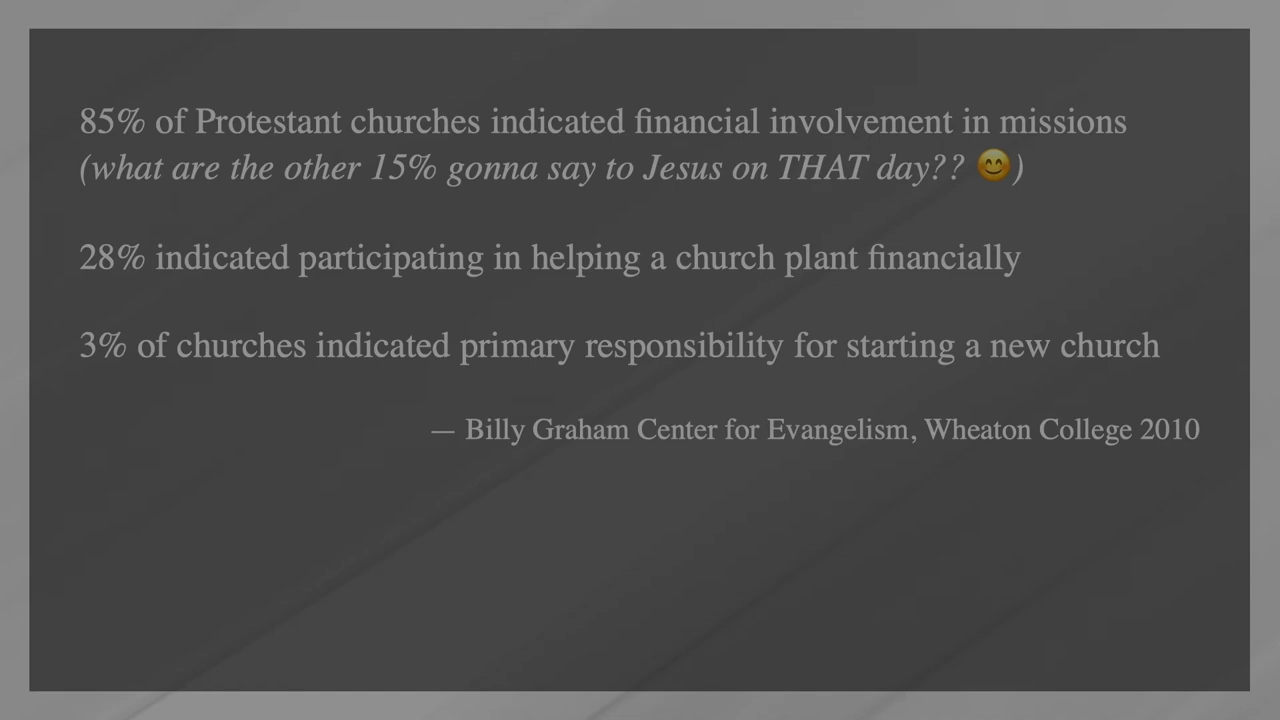 85% of Protestant churches indicated financial involvement in missions
(what are the other 15% gonna say to Jesus on THAT day?? 😊)
28% indicated participating in helping a church plant financially
3% of churches indicated primary responsibility for starting a new church
— Billy Graham Center for Evangelism, Wheaton College 2010